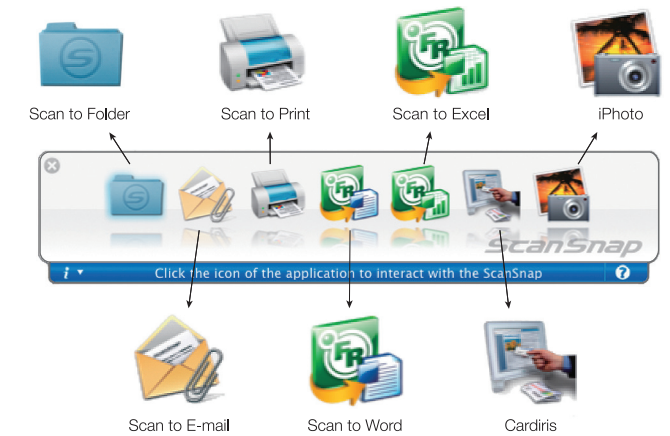 Scan to Folder
Scan to Print
Scan to Excel
iPhoto
ScanSnap
i
Click the icon of the application to interact with the ScanSnap
?
Scan to E-mail
Scan to Word
Cardiris